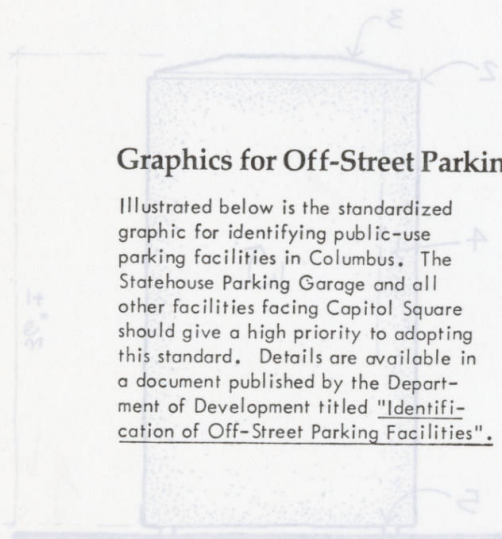 Graphics for Off-Street Parkin
Illustrated below is the standardized
graphic for identifying public-use
parking facilities in Columbus. The
Statehouse Parking Garage and all
other facilities facing Capitol Square
should give a high priority to adopting
this standard. Details are available in
a document published by the Depart-
ment of Development titled "Identifi-
cation of Off-Street Parking Facilities".